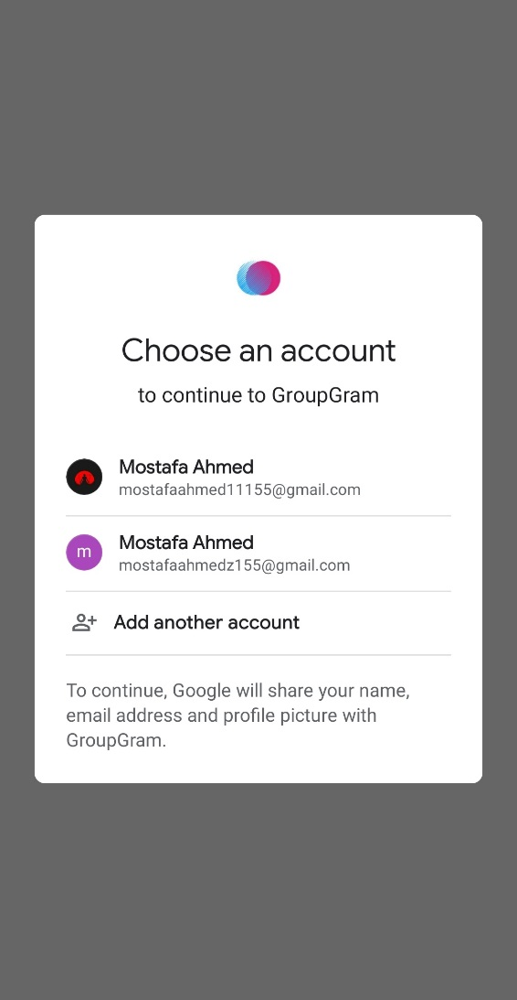 Choose an account
to continue to GroupGram
Mostafa Ahmed
mostafaahmed11155@gmail.com
m
Mostafa Ahmed
mostafaahmedz155@gmail.com
Add another account
To continue, Google will share your name,
email address and profile picture with
GroupGram.